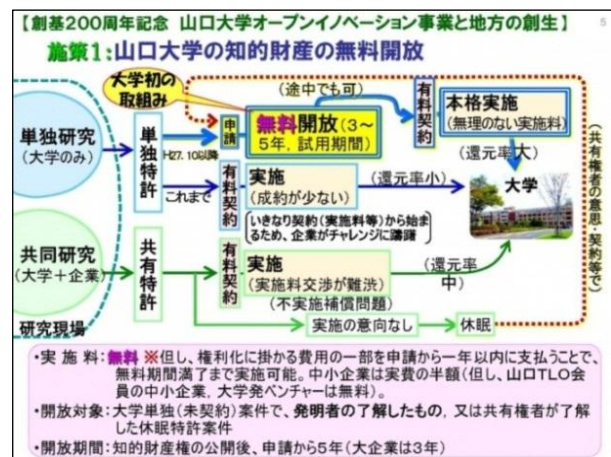 【創基200周年記念 山口大学オープンイノベーション事業と地方の創生】
5
施策1:山口大学の知的財産の無料開放
大学初の
取組み
(途中でも可)
単独研究
(大学のみ)
単独特許
H27.10以降
申請
無料開放(3~
5年,試用期間)
有料契約
本格実施
(無理のない実施料)
(還元率大)
これまで
有料契約
実施
(成約が少ない)
(還元率小)
いきなり契約(実施料等)から始ま
るため、企業がチャレンジに躊躇
大学
(共有権者の意思・契約等で)
共同研究
(大学+企業)
共有特許
有料契約
実施
(実施料交渉が難渋)
(不実施補償問題)
(還元率
中)
実施の意向なし
休眠
研究現場
・実 施 料:無料 ※但し、権利化に掛かる費用の一部を申請から一年以内に支払うことで、
無料期間満了まで実施可能。中小企業は実費の半額(但し、山口TLO会
員の中小企業，大学発ベンチャーは無料)。
・開放対象:大学単独(未契約)案件で、発明者の了解したもの，又は共有権者が了解
した休眠特許案件
・開放期間:知的財産権の公開後、申請から5年(大企業は3年)